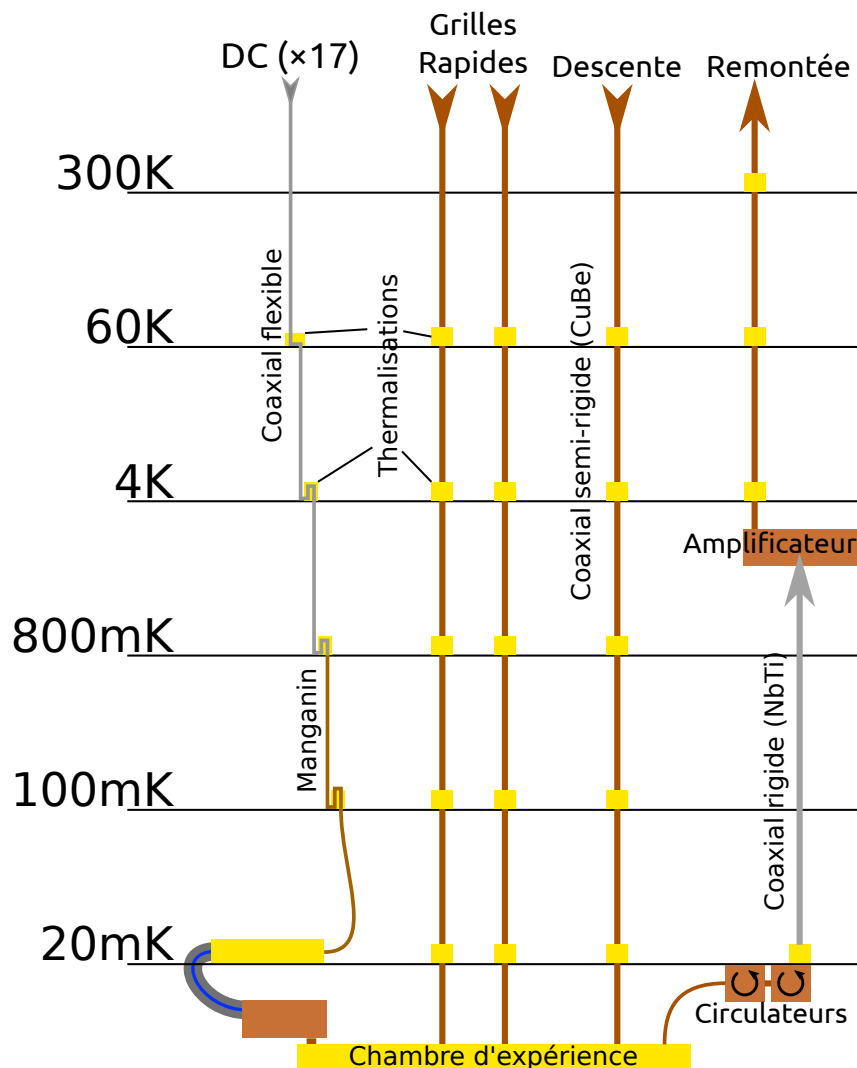 Grilles
Rapides
DC (×17)
Descente
Remontée
300K
60K
4K
800mK
100mK
20mK
Coaxial flexible
Thermalisations
Coaxial semi-rigide (CuBe)
Amplificateur
Manganin
Coaxial rigide (NbTi)
Circulateurs
Chambre d'expérience